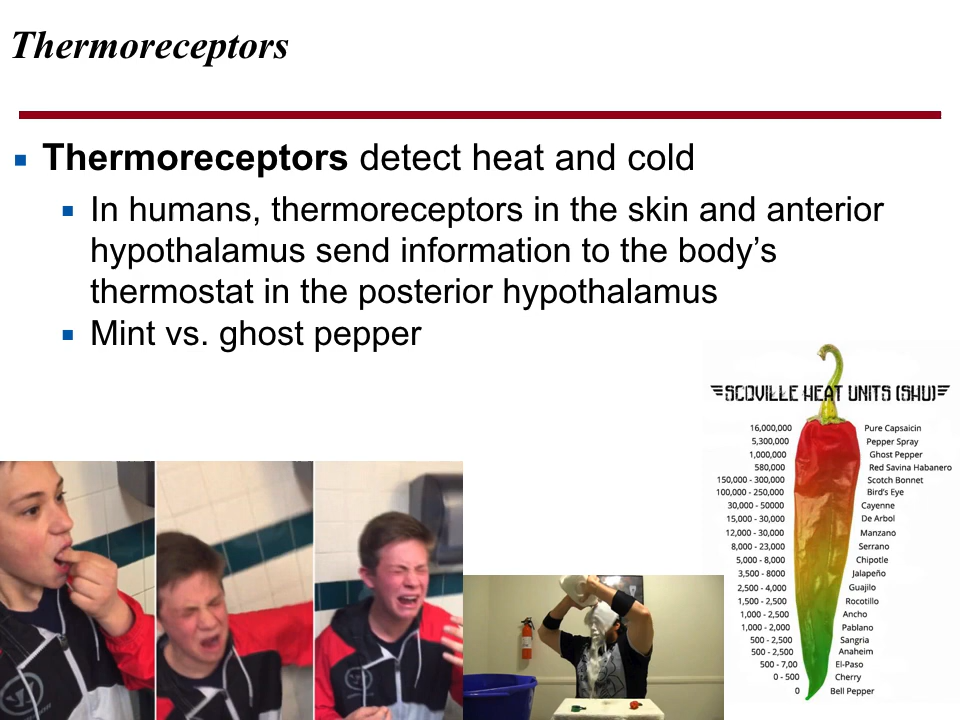 Thermoreceptors
Thermoreceptors detect heat and cold
In humans, thermoreceptors in the skin and anterior
hypothalamus send information to the body’s
thermostat in the posterior hypothalamus
Mint vs. ghost pepper
SCOVILLE HEAT UNITS (SHU)
16,000,000 Pure Capsaicin
5,300,000 Pepper Spray
1,000,000 Ghost Pepper
580,000 Red Savina Habanero
150,000 - 300,000 Scotch Bonnet
100,000 - 250,000 Bird's Eye
30,000 - 50000 Cayenne
15,000 - 30,000 De Arbol
12,000 - 30,000 Manzano
8,000 - 23,000 Serrano
5,000 - 8,000 Chipotle
3,500 - 8000 Jalapeño
2,500 - 4,000 Guajilo
1,500 - 2,500 Rocotillo
1,000 - 2,500 Ancho
1,000 - 2,000 Pablano
500 - 2,500 Sangria
500 - 2,500 Anaheim
500 - 7,00 El-Paso
0 - 500 Cherry
0 Bell Pepper